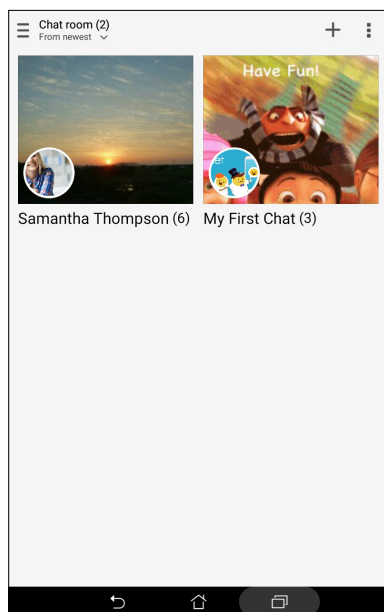 Chat room (2)
From newest
Have Fun!
Samantha Thompson (6)
My First Chat (3)